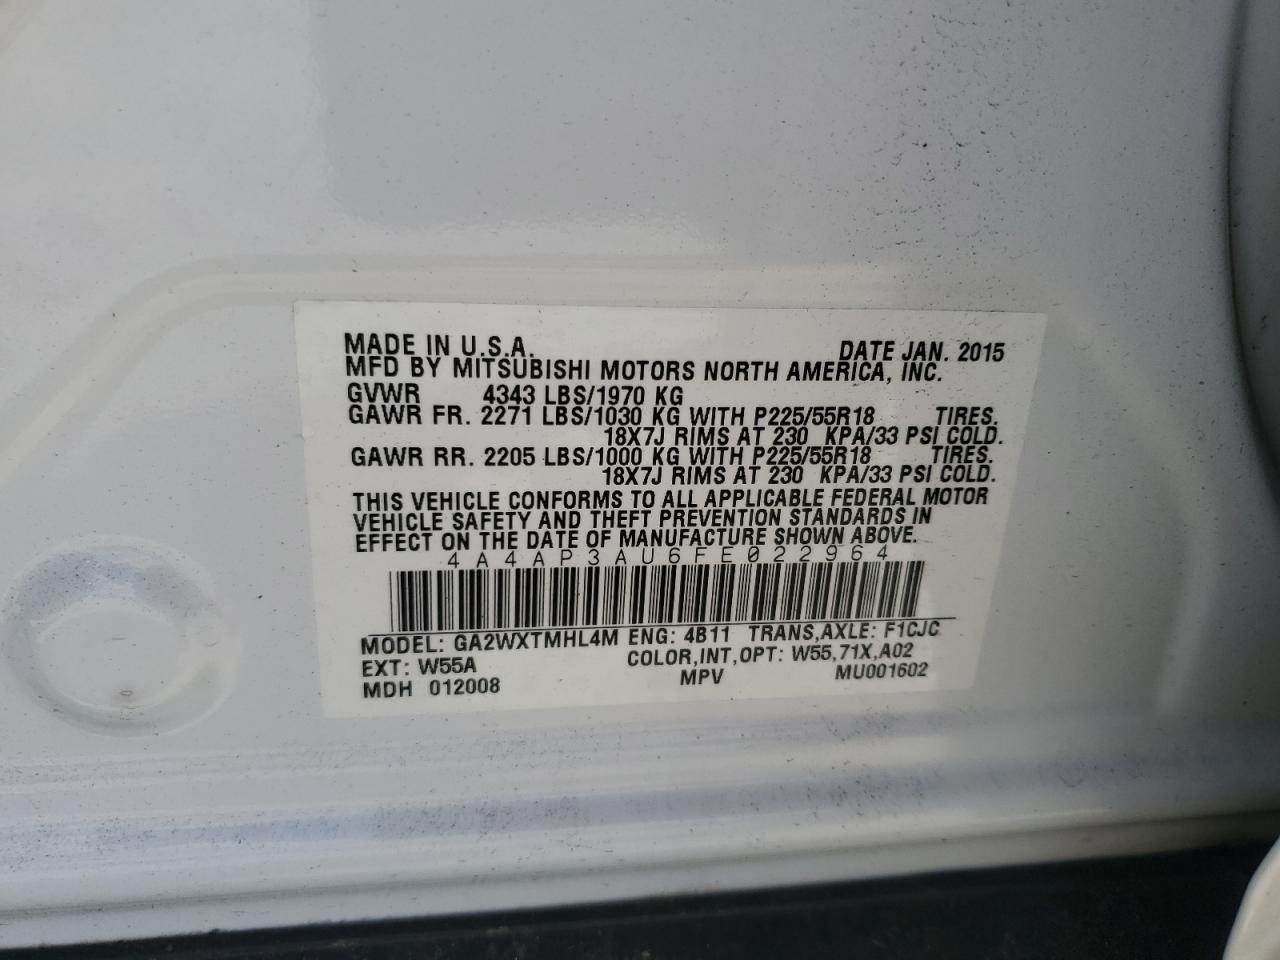 MADE IN U.S.A. DATE JAN. 2015
MFD BY MITSUBISHI MOTORS NORTH AMERICA, INC.
GVWR 4343 LBS/1970 KG
GAWR FR. 2271 LBS/1030 KG WITH P225/55R18 TIRES.
18X7J RIMS AT 230 KPA/33 PSI COLD.
GAWR RR. 2205 LBS/1000 KG WITH P225/55R18 TIRES.
18X7J RIMS AT 230 KPA/33 PSI COLD.
THIS VEHICLE CONFORMS TO ALL APPLICABLE FEDERAL MOTOR
VEHICLE SAFETY AND THEFT PREVENTION STANDARDS IN
EFFECT ON THE DATE OF MANUFACTURE SHOWN ABOVE.
4A4AP3AU6FE022964
MODEL: GA2WXTMHL4M ENG: 4B11 TRANS,AXLE: F1CJC
EXT: W55A COLOR,INT,OPT: W55,71X,A02
MDH 012008 MPV MU001602